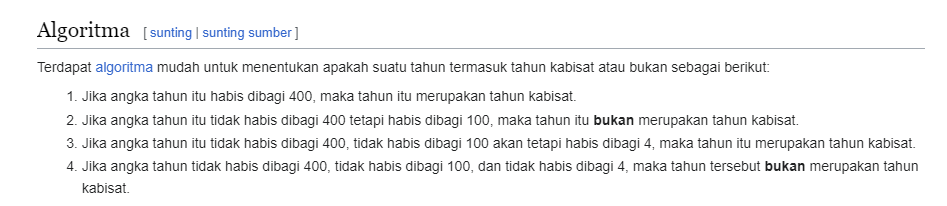 Algoritma [ sunting | sunting sumber ]
Terdapat algoritma mudah untuk menentukan apakah suatu tahun termasuk tahun kabisat atau bukan sebagai berikut:
1. Jika angka tahun itu habis dibagi 400, maka tahun itu merupakan tahun kabisat.
2. Jika angka tahun itu tidak habis dibagi 400 tetapi habis dibagi 100, maka tahun itu bukan merupakan tahun kabisat.
3. Jika angka tahun itu tidak habis dibagi 400, tidak habis dibagi 100 akan tetapi habis dibagi 4, maka tahun itu merupakan tahun kabisat.
4. Jika angka tahun tidak habis dibagi 400, tidak habis dibagi 100, dan tidak habis dibagi 4, maka tahun tersebut bukan merupakan tahun
kabisat.